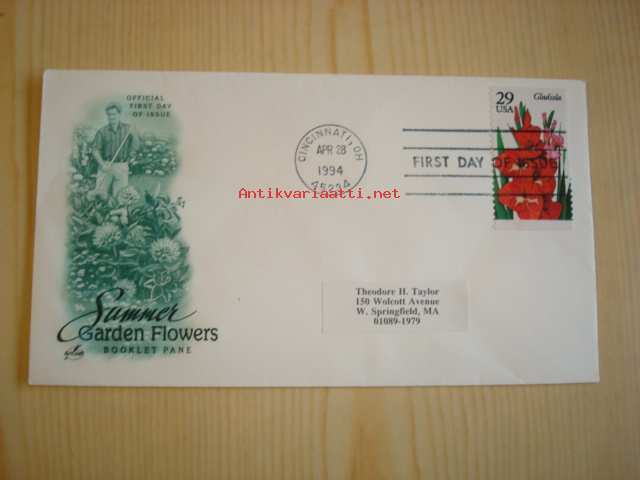 OFFICIAL
FIRST DAY
OF ISSUE
Summer
Garden Flowers
BOOKLET PANE
CINCINNATI, OH
APR 28
1994
45234
FIRST DAY OF ISSUE
29
USA
Gladiola
Antikvariaatti.net
Theodore H. Taylor
150 Wolcott Avenue
W. Springfield, MA
01089-1979